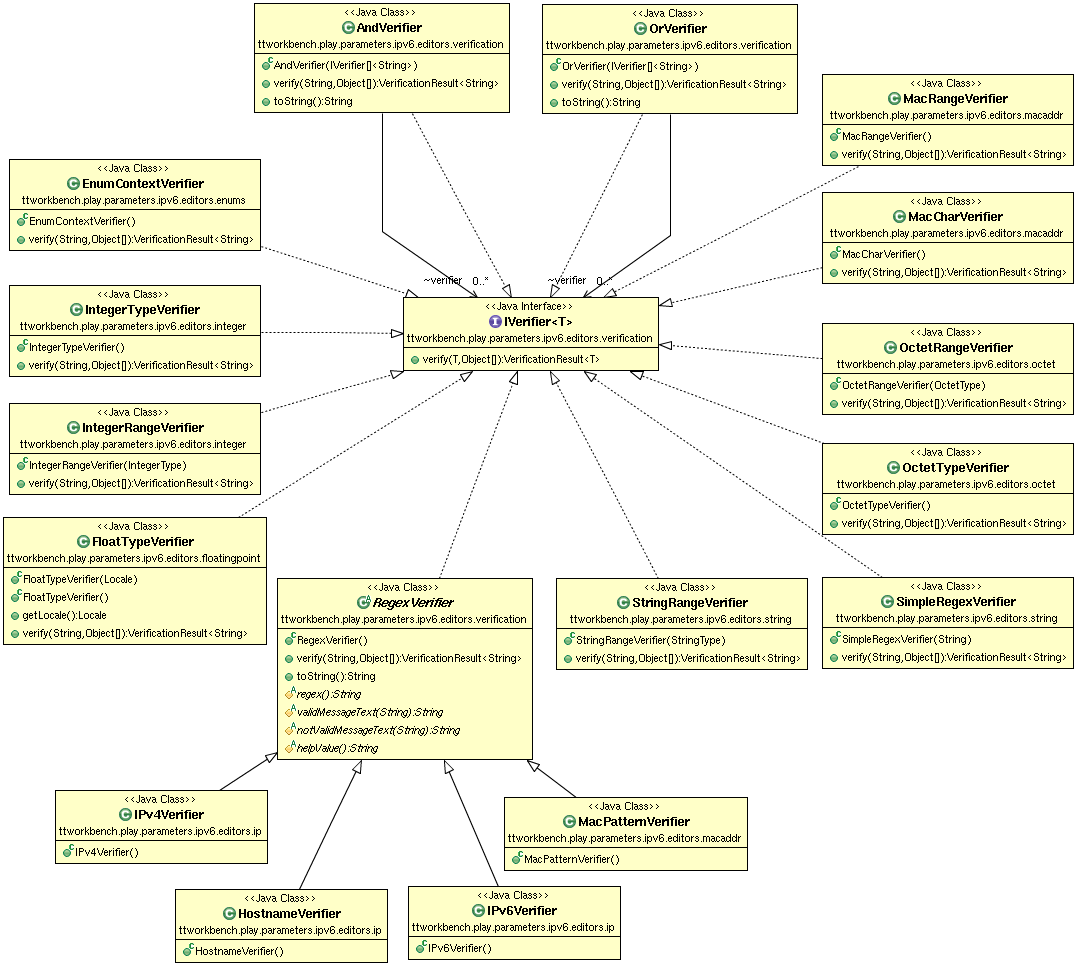 <<Java Class>>
AndVerifier
ttworkbench.play.parameters.ipv6.editors.verification
AndVerifier(IVerifier[]<String>)
verify(String,Object[]):VerificationResult<String>
toString():String
<<Java Class>>
OrVerifier
ttworkbench.play.parameters.ipv6.editors.verification
OrVerifier(IVerifier[]<String>)
verify(String,Object[]):VerificationResult<String>
toString():String
<<Java Class>>
MacRangeVerifier
ttworkbench.play.parameters.ipv6.editors.macaddr
MacRangeVerifier()
verify(String,Object[]):VerificationResult<String>
<<Java Class>>
EnumContextVerifier
ttworkbench.play.parameters.ipv6.editors.enums
EnumContextVerifier()
verify(String,Object[]):VerificationResult<String>
<<Java Class>>
MacCharVerifier
ttworkbench.play.parameters.ipv6.editors.macaddr
MacCharVerifier()
verify(String,Object[]):VerificationResult<String>
~verifier 0..*
~verifier 0..*
<<Java Class>>
IntegerTypeVerifier
ttworkbench.play.parameters.ipv6.editors.integer
IntegerTypeVerifier()
verify(String,Object[]):VerificationResult<String>
<<Java Interface>>
IVerifier<T>
ttworkbench.play.parameters.ipv6.editors.verification
verify(T,Object[]):VerificationResult<T>
<<Java Class>>
OctetRangeVerifier
ttworkbench.play.parameters.ipv6.editors.octet
OctetRangeVerifier(OctetType)
verify(String,Object[]):VerificationResult<String>
<<Java Class>>
IntegerRangeVerifier
ttworkbench.play.parameters.ipv6.editors.integer
IntegerRangeVerifier(IntegerType)
verify(String,Object[]):VerificationResult<String>
<<Java Class>>
OctetTypeVerifier
ttworkbench.play.parameters.ipv6.editors.octet
OctetTypeVerifier()
verify(String,Object[]):VerificationResult<String>
<<Java Class>>
FloatTypeVerifier
ttworkbench.play.parameters.ipv6.editors.floatingpoint
FloatTypeVerifier(Locale)
FloatTypeVerifier()
getLocale():Locale
verify(String,Object[]):VerificationResult<String>
<<Java Class>>
RegexVerifier
ttworkbench.play.parameters.ipv6.editors.verification
RegexVerifier()
verify(String,Object[]):VerificationResult<String>
toString():String
regex():String
validMessageText(String):String
notValidMessageText(String):String
helpValue():String
<<Java Class>>
StringRangeVerifier
ttworkbench.play.parameters.ipv6.editors.string
StringRangeVerifier(StringType)
verify(String,Object[]):VerificationResult<String>
<<Java Class>>
SimpleRegexVerifier
ttworkbench.play.parameters.ipv6.editors.string
SimpleRegexVerifier(String)
verify(String,Object[]):VerificationResult<String>
<<Java Class>>
IPv4Verifier
ttworkbench.play.parameters.ipv6.editors.ip
IPv4Verifier()
<<Java Class>>
MacPatternVerifier
ttworkbench.play.parameters.ipv6.editors.macaddr
MacPatternVerifier()
<<Java Class>>
HostnameVerifier
ttworkbench.play.parameters.ipv6.editors.ip
HostnameVerifier()
<<Java Class>>
IPv6Verifier
ttworkbench.play.parameters.ipv6.editors.ip
IPv6Verifier()